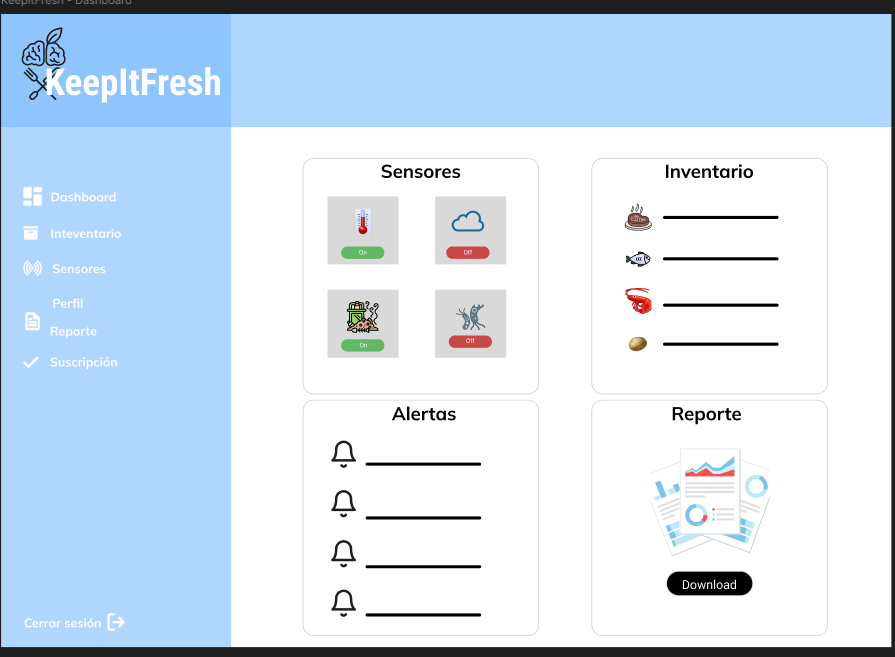 KeepItFresh - Dashboard
KeepItFresh
Dashboard
Inteventario
Sensores
Perfil
Reporte
Suscripción
Cerrar sesión
Sensores
On
Off
On
Off
Inventario
Alertas
Reporte
Download